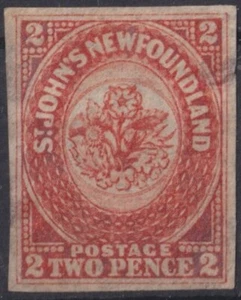 2 2
ST. JOHN'S NEWFOUNDLAND
POSTAGE
2 TWO PENCE 2